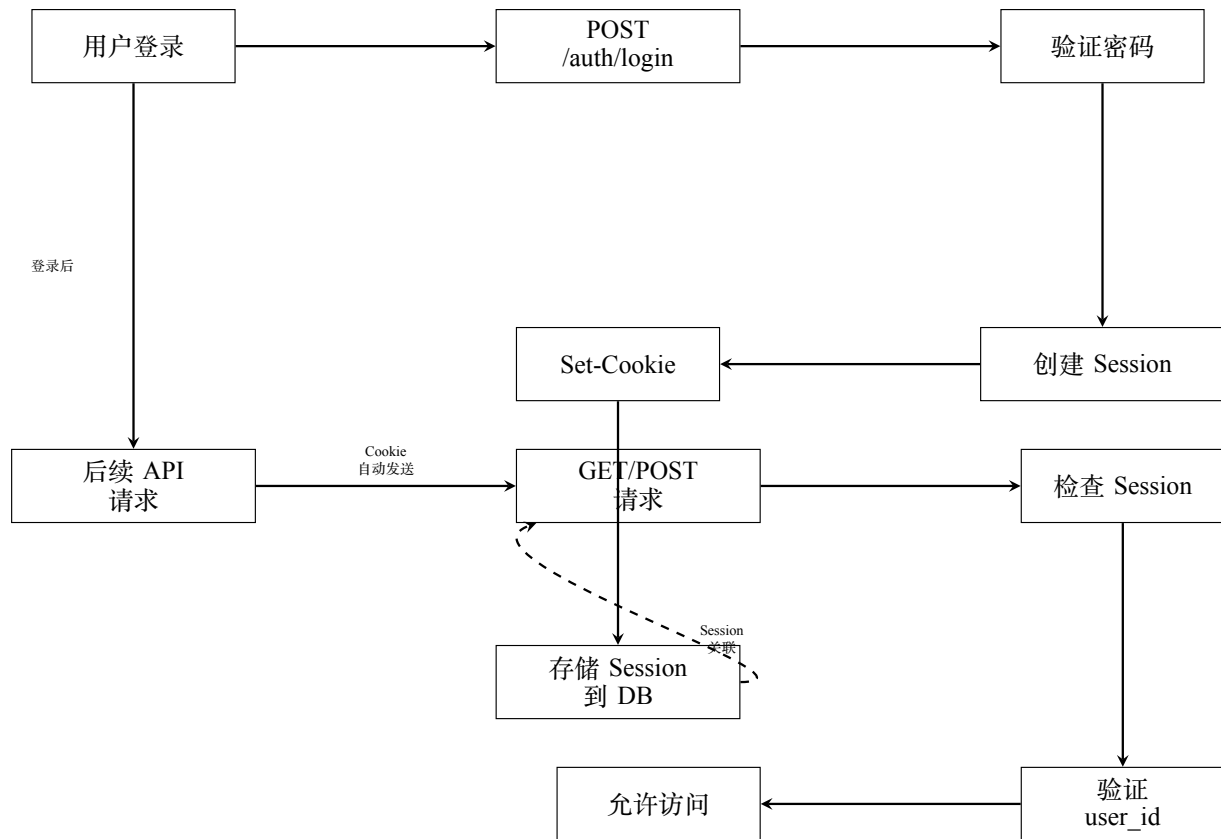 用户登录
POST
/auth/login
验证密码
登录后
Set-Cookie
创建 Session
后续 API
请求
Cookie
自动发送
GET/POST
请求
检查 Session
Session
关联
存储 Session
到 DB
允许访问
验证
user_id